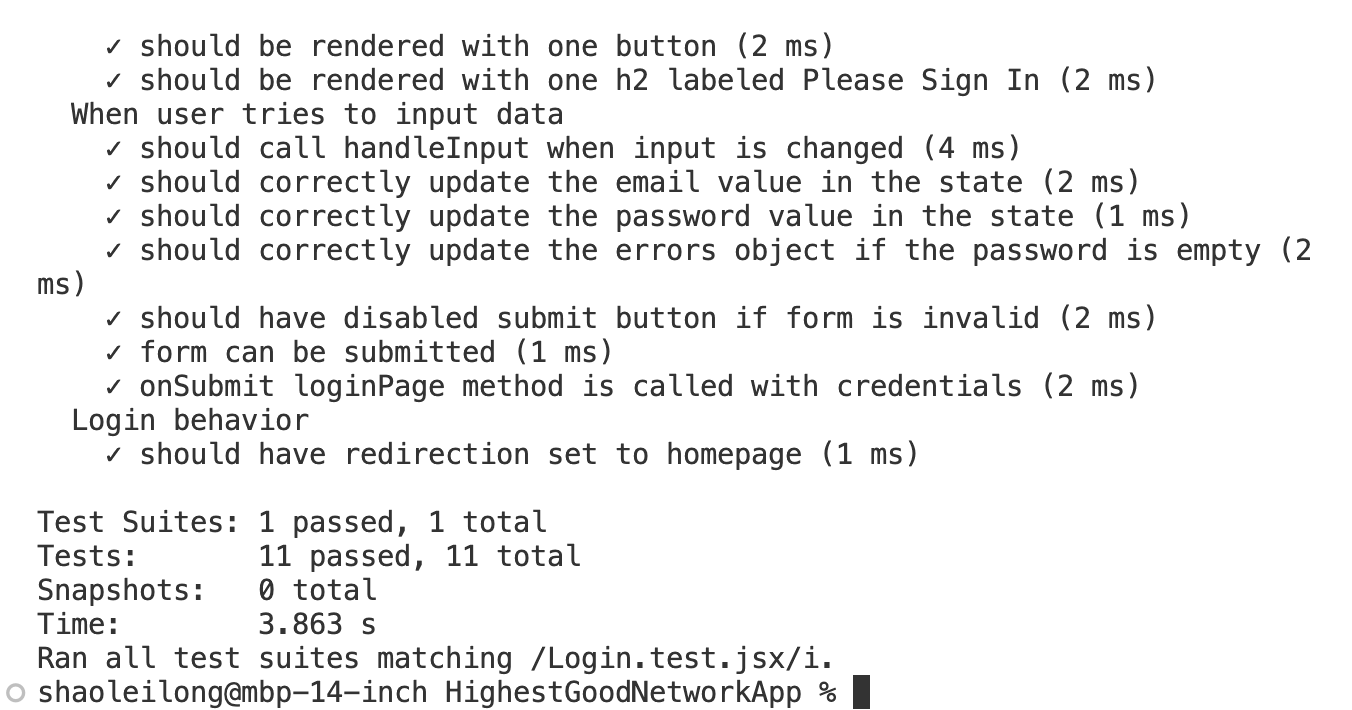 ✓ should be rendered with one button (2 ms)
✓ should be rendered with one h2 labeled Please Sign In (2 ms)
When user tries to input data
✓ should call handleInput when input is changed (4 ms)
✓ should correctly update the email value in the state (2 ms)
✓ should correctly update the password value in the state (1 ms)
✓ should correctly update the errors object if the password is empty (2
ms)
✓ should have disabled submit button if form is invalid (2 ms)
✓ form can be submitted (1 ms)
✓ onSubmit loginPage method is called with credentials (2 ms)
Login behavior
✓ should have redirection set to homepage (1 ms)
Test Suites: 1 passed, 1 total
Tests:       11 passed, 11 total
Snapshots:   0 total
Time:        3.863 s
Ran all test suites matching /Login.test.jsx/i.
shaoleilong@mbp-14-inch HighestGoodNetworkApp %